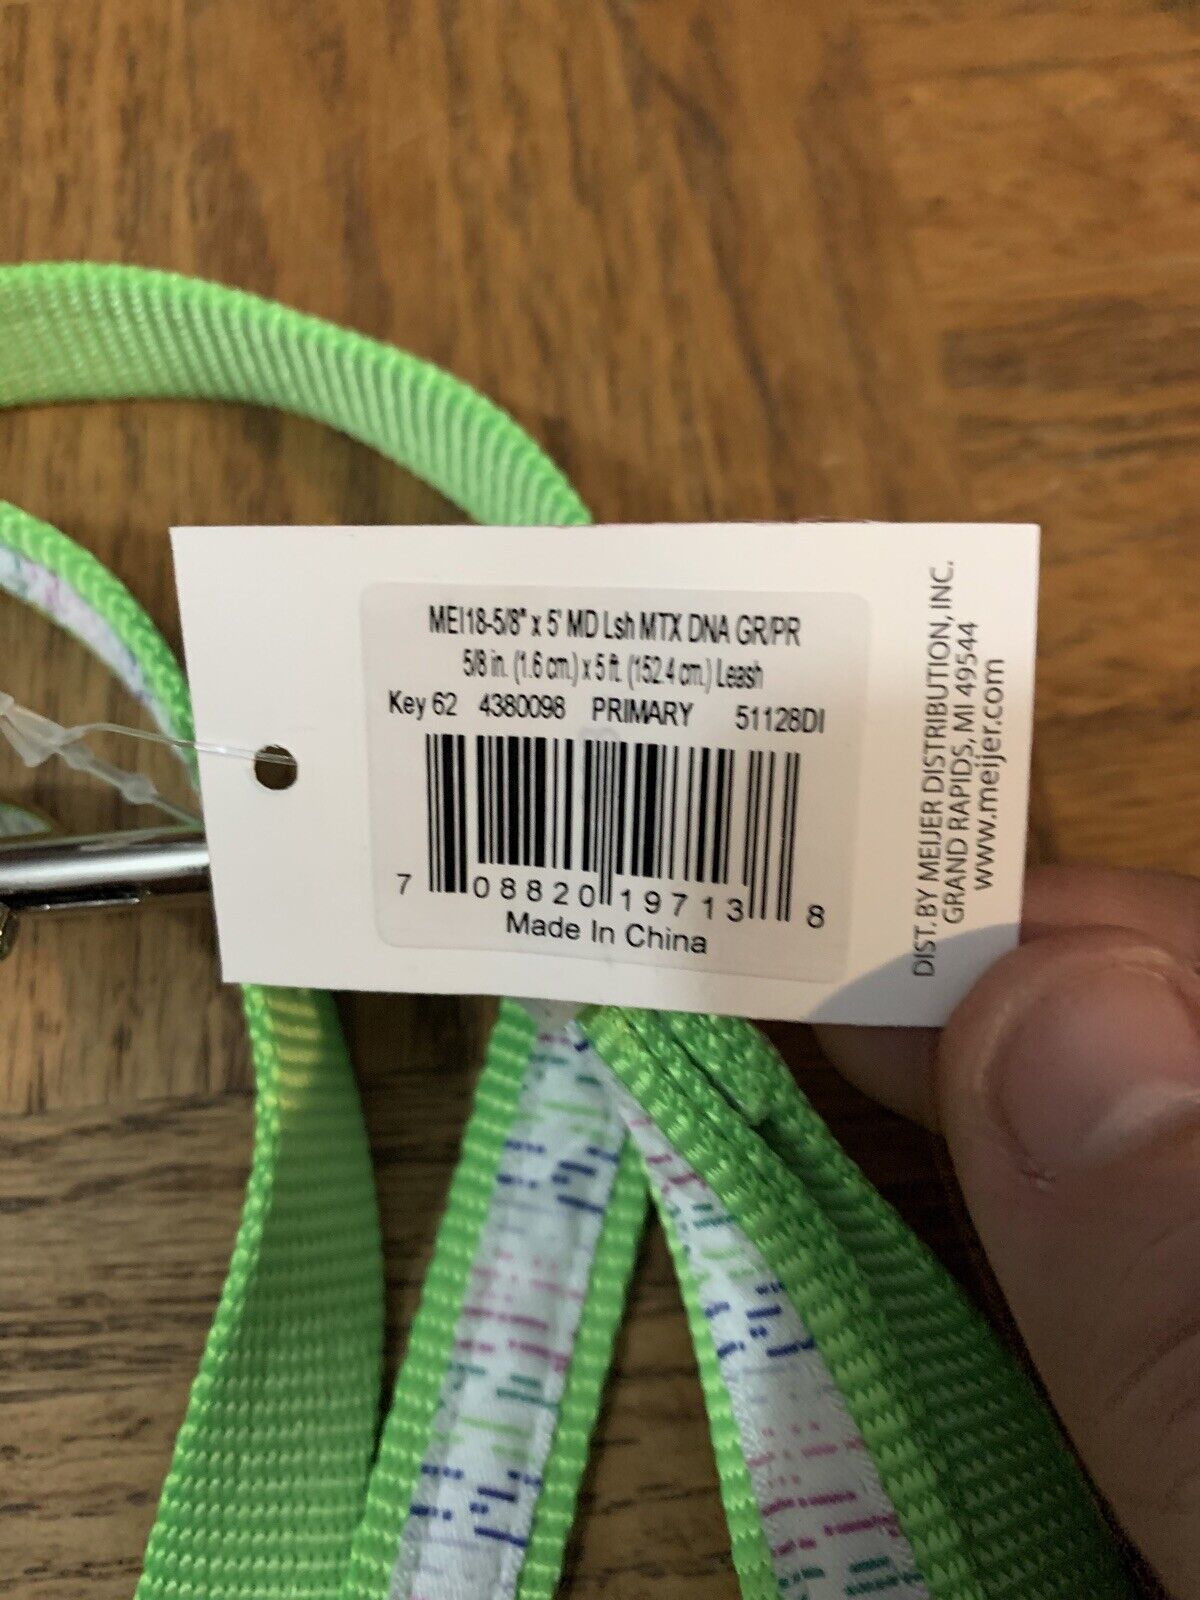 MEI18-5/8" x 5' MD Lsh MTX DNA GR/PR
5/8 in. (1.6 cm.) x 5 ft. (152.4 cm.) Leash
Key 62 4380098 PRIMARY 51128DI
7 08820 19713 8
Made In China
DIST. BY MEIJER DISTRIBUTION, INC.
GRAND RAPIDS, MI 49544
www.meijer.com